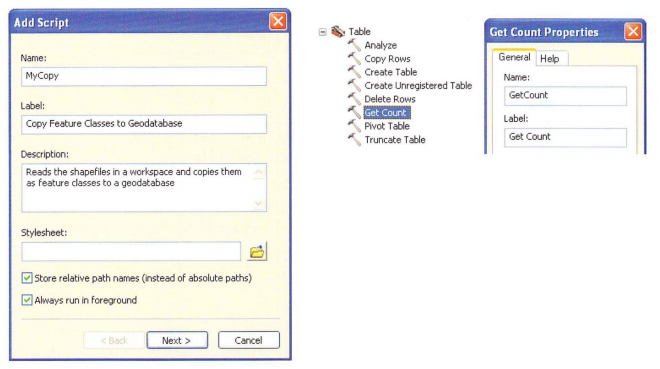 Add Script
Name:
MyCopy
Label:
Copy Feature Classes to Geodatabase
Description:
Reads the shapefiles in a workspace and copies them
as feature classes to a geodatabase
Stylesheet:
Store relative path names (instead of absolute paths)
Always run in foreground
< Back
Next >
Cancel
Table
Analyze
Copy Rows
Create Table
Create Unregistered Table
Delete Rows
Get Count
Pivot Table
Truncate Table
Get Count Properties
General
Help
Name:
GetCount
Label:
Get Count